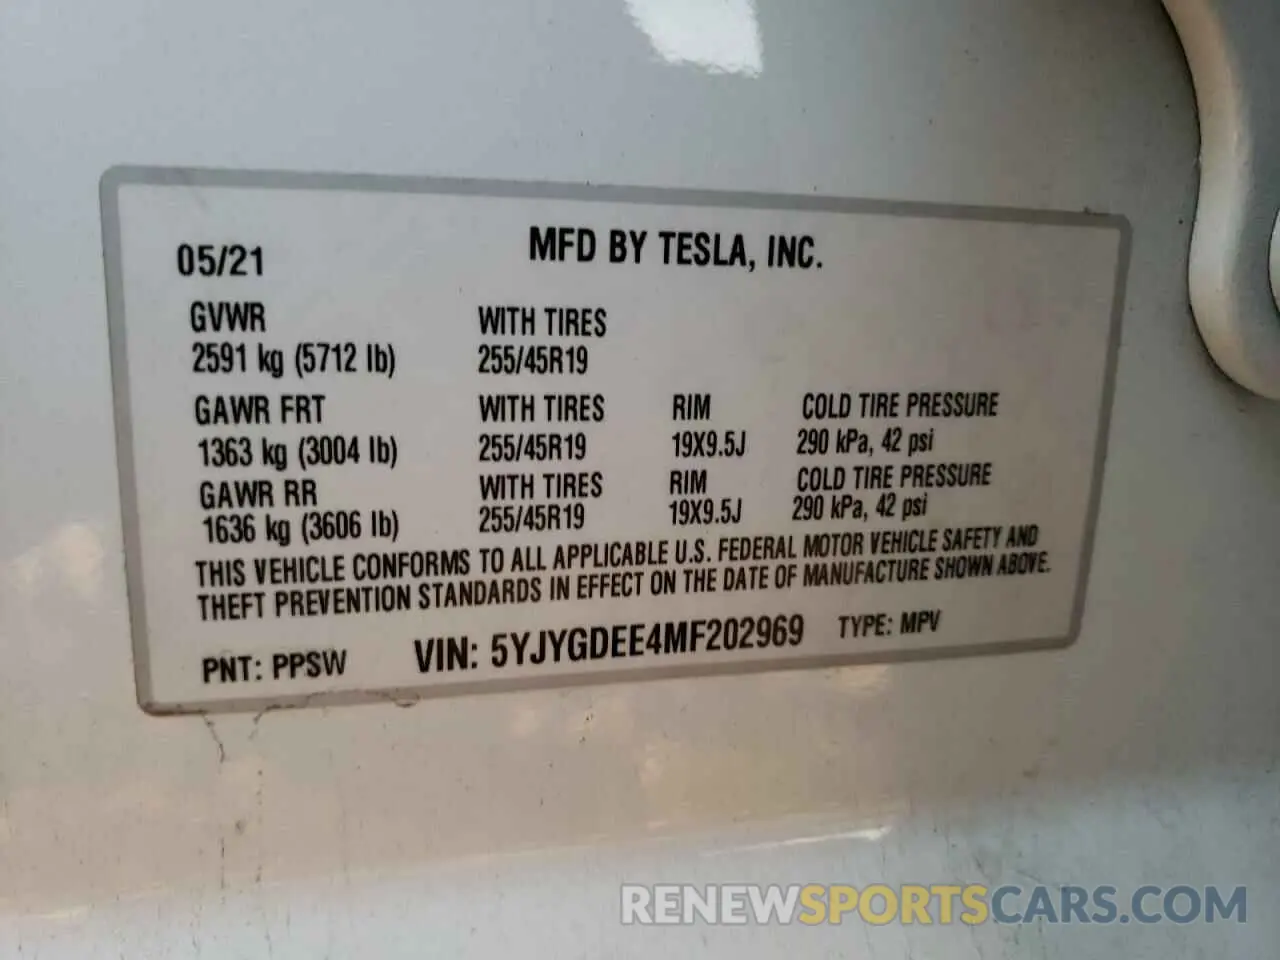 05/21 MFD BY TESLA, INC.
GVWR WITH TIRES
2591 kg (5712 lb) 255/45R19
GAWR FRT WITH TIRES RIM COLD TIRE PRESSURE
1363 kg (3004 lb) 255/45R19 19X9.5J 290 kPa, 42 psi
GAWR RR WITH TIRES RIM COLD TIRE PRESSURE
1636 kg (3606 lb) 255/45R19 19X9.5J 290 kPa, 42 psi
THIS VEHICLE CONFORMS TO ALL APPLICABLE U.S. FEDERAL MOTOR VEHICLE SAFETY AND
THEFT PREVENTION STANDARDS IN EFFECT ON THE DATE OF MANUFACTURE SHOWN ABOVE.
PNT: PPSW VIN: 5YJYGDEE4MF202969 TYPE: MPV
RENEWSPORTSCARS.COM